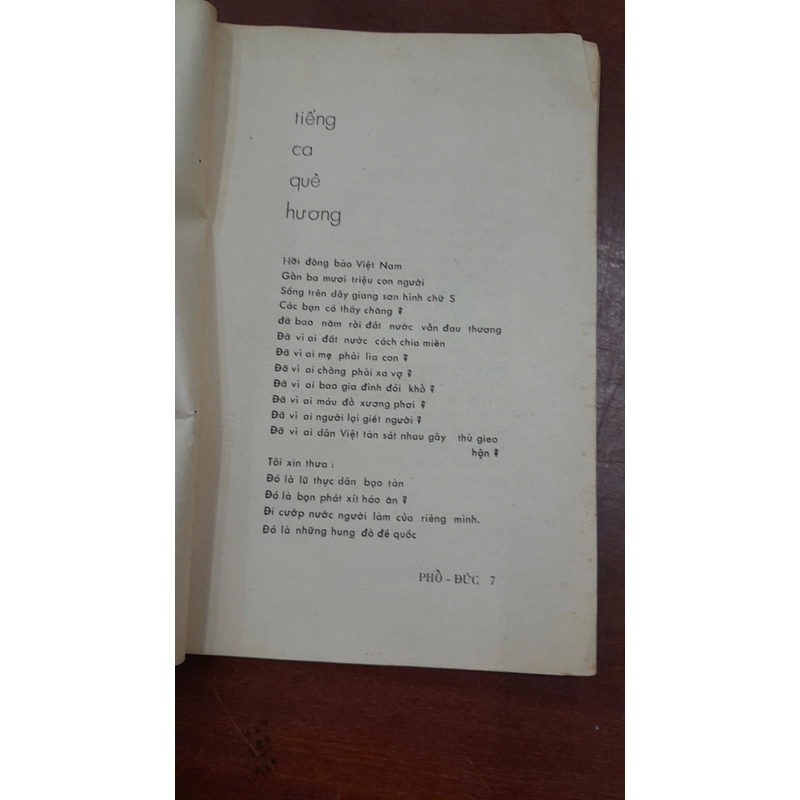 tiếng
ca
quê
hương
Hỡi đồng bào Việt Nam
Gần ba mươi triệu con người
Sống trên dãy giang sơn hình chữ S
Các bạn có thấy chăng ?
đã bao năm rồi đất nước vẫn đau thương
Đã vì ai đất nước cách chia miền
Đã vì ai mẹ phải lìa con ?
Đã vì ai chồng phải xa vợ ?
Đã vì ai bao gia đình đói khổ ?
Đã vì ai máu đổ xương phơi ?
Đã vì ai người lại giết người ?
Đã vì ai dân Việt tàn sát nhau gây thù gieo
hận ?
Tôi xin thưa :
Đó là lũ thực dân bạo tàn
Đó là bọn phát xít háo ăn ?
Đi cướp nước người làm của riêng mình.
Đó là những hung đồ đế quốc
PHỔ - ĐỨC 7